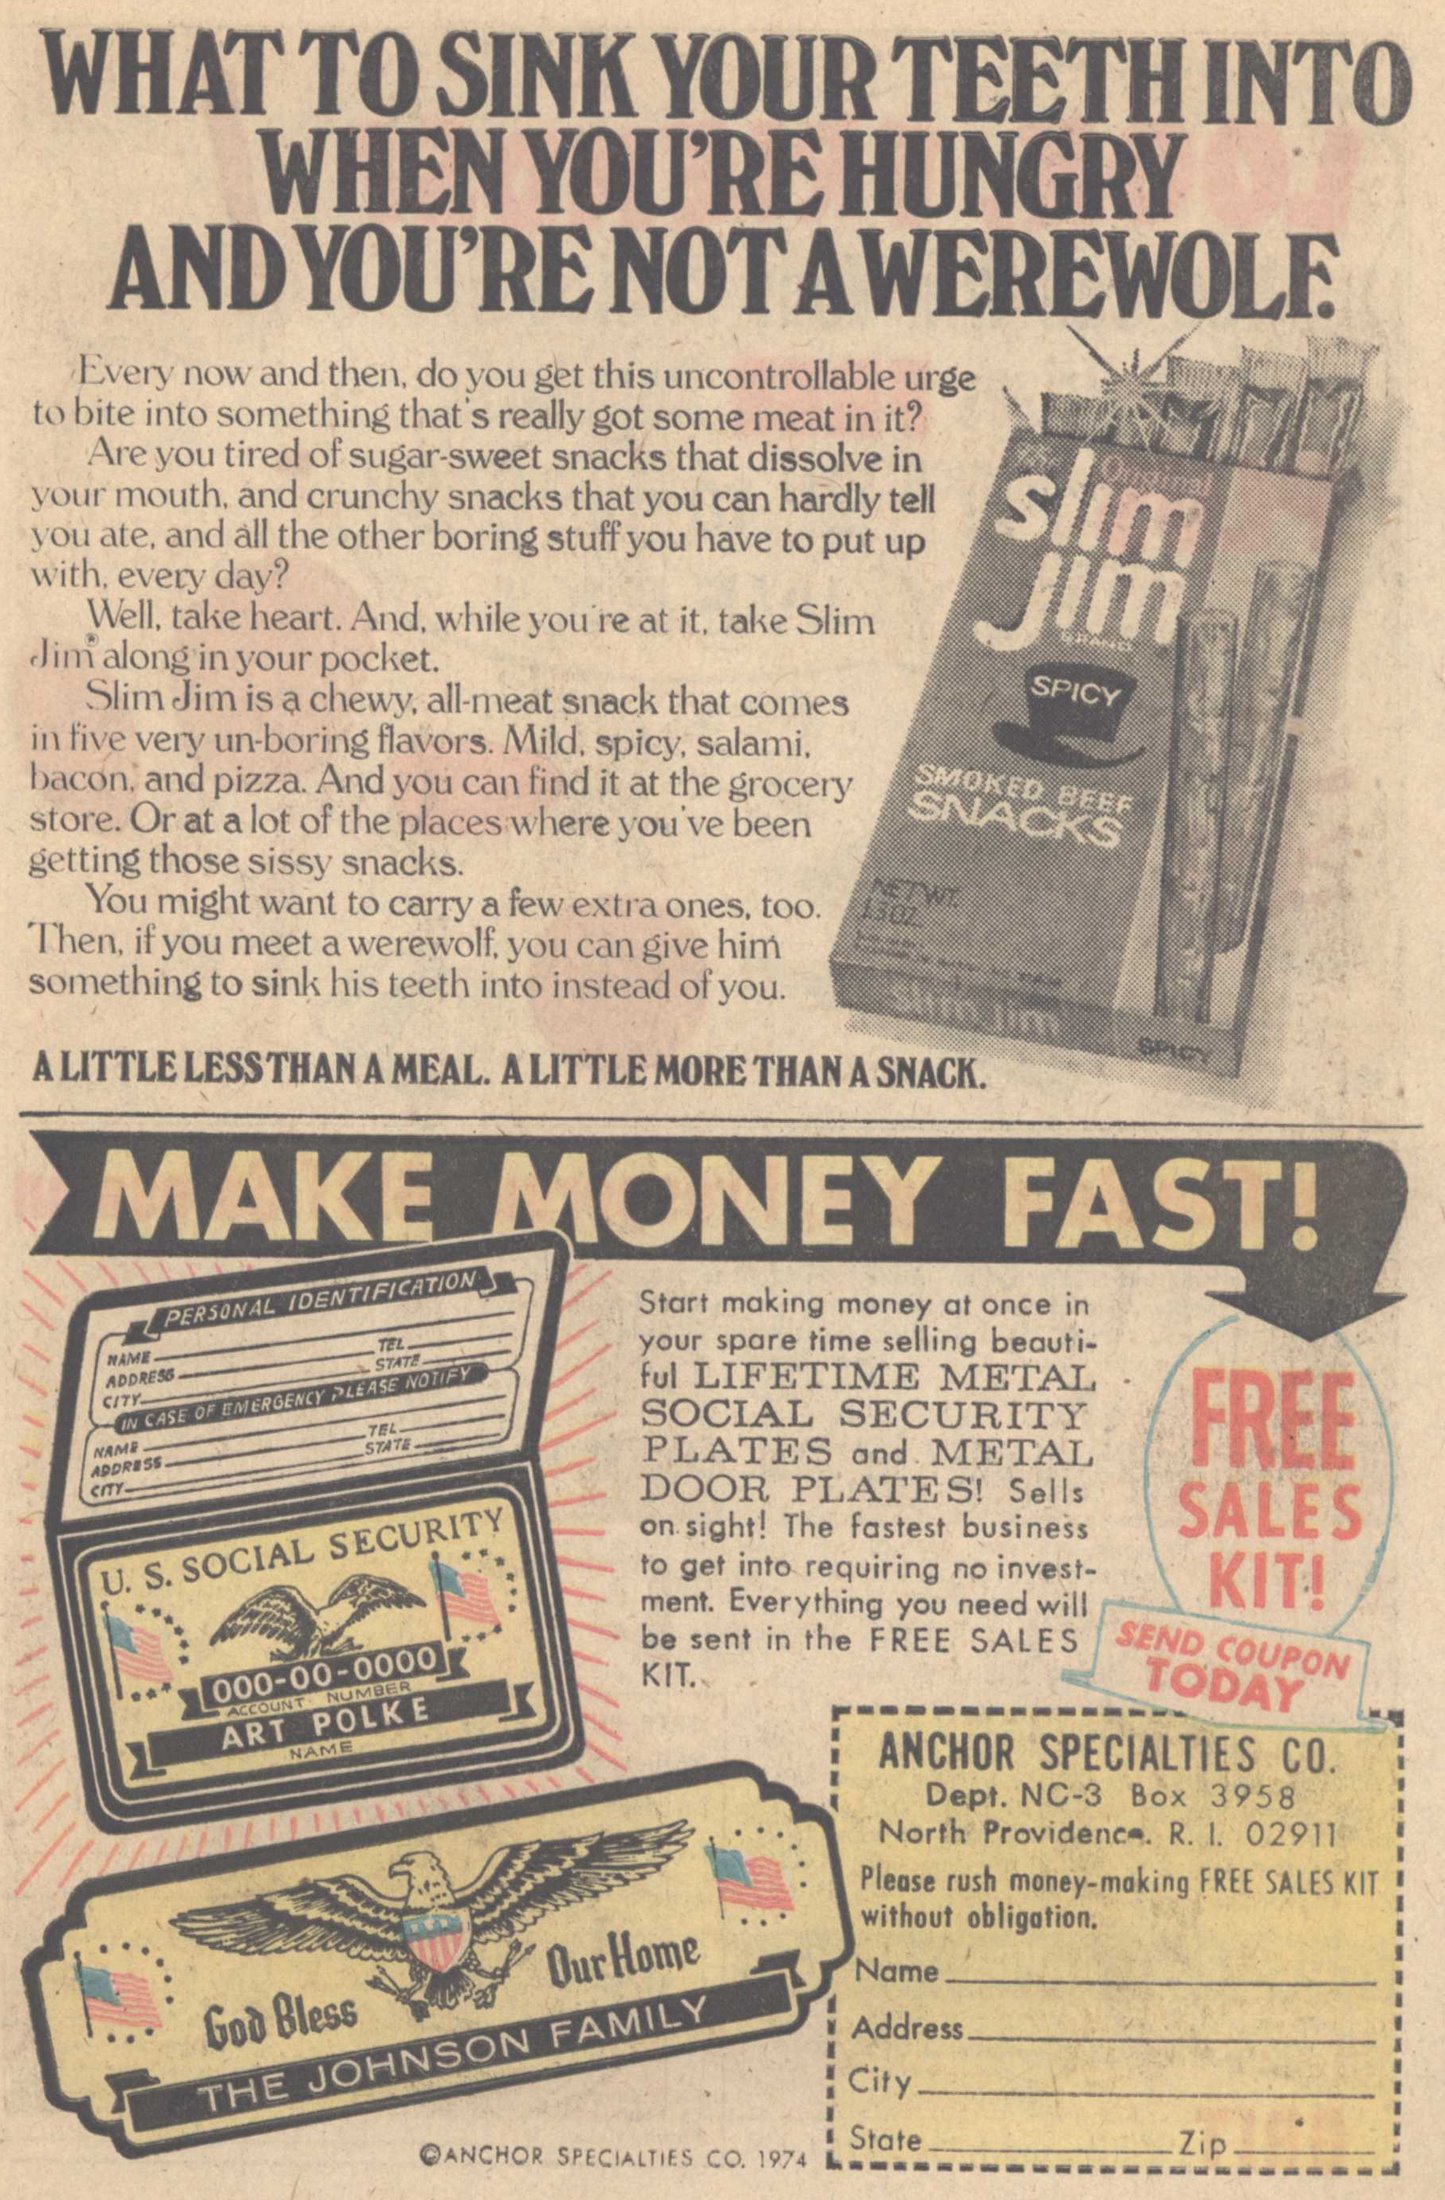 WHAT TO SINK YOUR TEETH INTO
WHEN YOU'RE HUNGRY
AND YOU'RE NOT A WEREWOLF.
Every now and then, do you get this uncontrollable urge
to bite into something that's really got some meat in it?
Are you tired of sugar-sweet snacks that dissolve in
your mouth, and crunchy snacks that you can hardly tell
you ate, and all the other boring stuff you have to put up
with, every day?
Well, take heart. And, while you're at it, take Slim
Jim® along in your pocket.
Slim Jim is a chewy, all-meat snack that comes
in five very un-boring flavors. Mild, spicy, salami,
bacon, and pizza. And you can find it at the grocery
store. Or at a lot of the places where you've been
getting those sissy snacks.
You might want to carry a few extra ones, too.
Then, if you meet a werewolf, you can give him
something to sink his teeth into instead of you.
A LITTLE LESS THAN A MEAL. A LITTLE MORE THAN A SNACK.
Original
slim
jim
SPICY
SMOKED BEEF
SNACKS
NET WT.
slim jim
SPICY
MAKE MONEY FAST!
PERSONAL IDENTIFICATION
NAME TEL.
ADDRESS STATE
CITY
IN CASE OF EMERGENCY PLEASE NOTIFY
NAME TEL.
ADDRESS STATE
CITY
U. S. SOCIAL SECURITY
000-00-0000
ACCOUNT NUMBER
ART POLKE
NAME
God Bless Our Home
THE JOHNSON FAMILY
Start making money at once in
your spare time selling beauti-
ful LIFETIME METAL
SOCIAL SECURITY
PLATES and METAL
DOOR PLATES! Sells
on sight! The fastest business
to get into requiring no invest-
ment. Everything you need will
be sent in the FREE SALES
KIT.
FREE
SALES
KIT!
SEND COUPON
TODAY
ANCHOR SPECIALTIES CO.
Dept. NC-3 Box 3958
North Providence, R. I. 02911
Please rush money-making FREE SALES KIT
without obligation.
Name
Address
City
State Zip
©ANCHOR SPECIALTIES CO. 1974